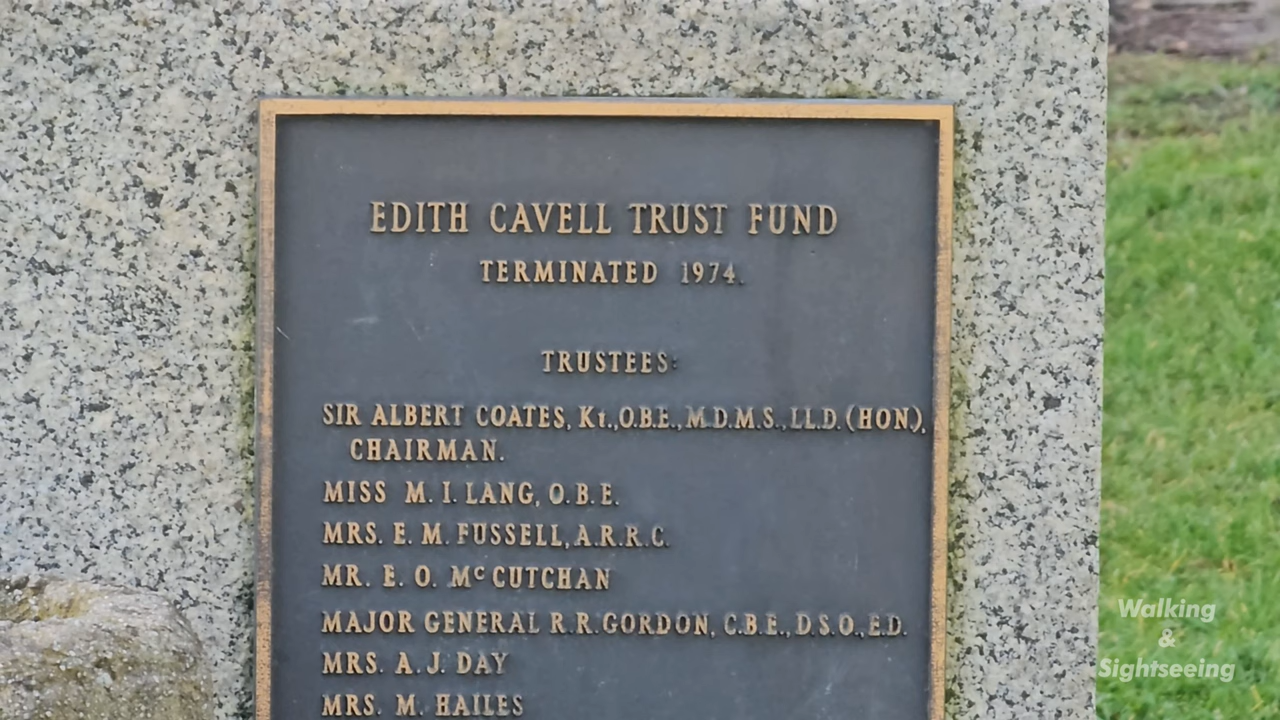 EDITH CAVELL TRUST FUND
TERMINATED 1974.
TRUSTEES:
SIR ALBERT COATES, Kt.,O.B.E.,M.D.M.S.,LL.D.(HON),
CHAIRMAN.
MISS M. I. LANG, O.B.E.
MRS. E. M. FUSSELL, A.R.R.C.
MR. E. O. McCUTCHAN
MAJOR GENERAL R.R. GORDON, C.B.E., D.S.O., E.D.
MRS. A. J. DAY
MRS. M. HAILES
Walking
&
Sightseeing